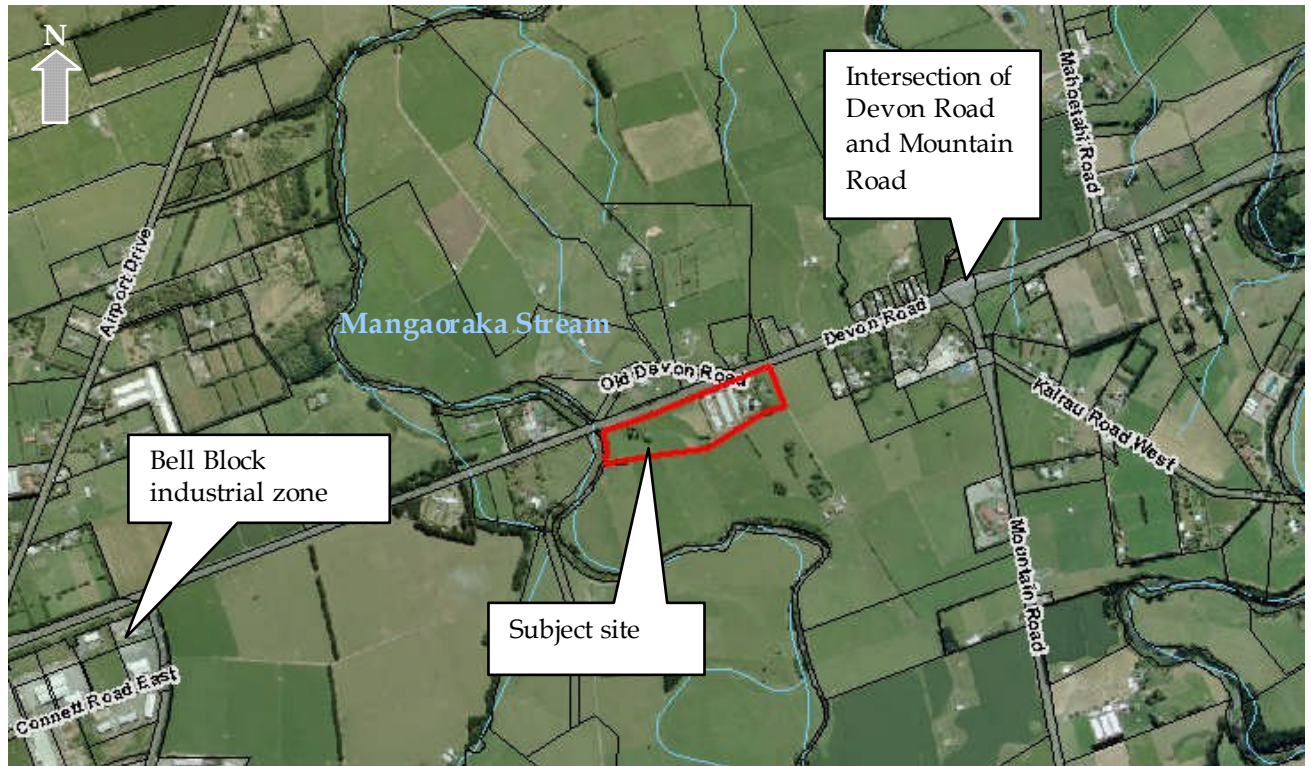 N
Intersection of
Devon Road
and Mountain
Road
Mahoetahi Road
Airport Drive
Mangaoraka Stream
Devon Road
Old Devon Road
Kairau Road West
Bell Block
industrial zone
Mountain Road
Subject site
Connett Road East